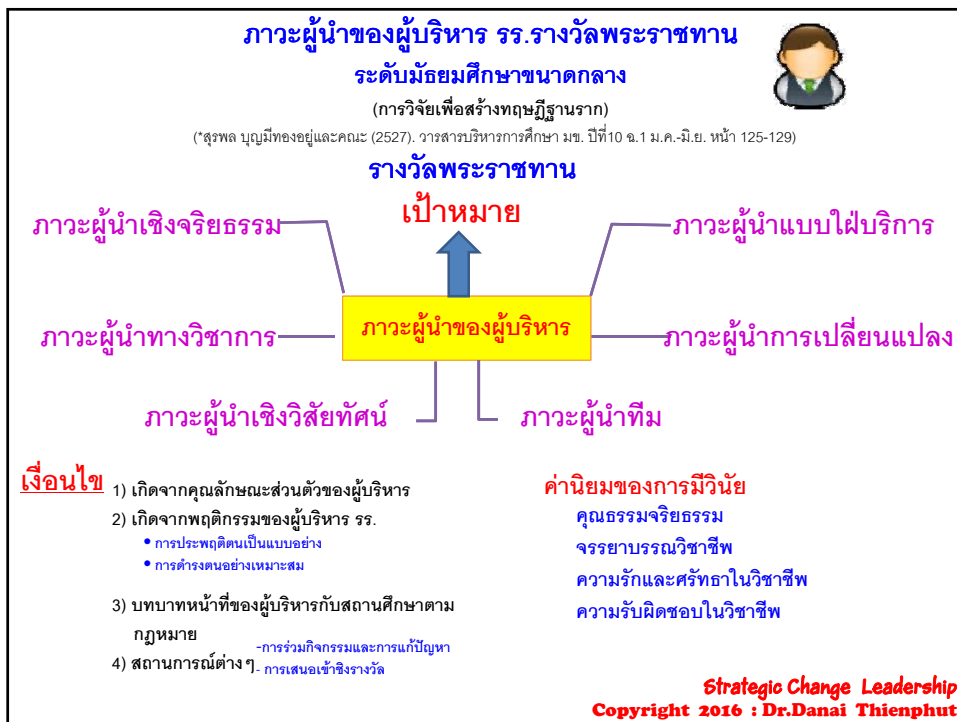 ภาวะผู้นำของผู้บริหาร รร.รางวัลพระราชทาน
ระดับมัธยมศึกษาขนาดกลาง
(การวิจัยเพื่อสร้างทฤษฎีฐานราก)
(*สุรพล บุญมีทองอยู่และคณะ (2527). วารสารบริหารการศึกษา มข. ปีที่10 ฉ.1 ม.ค.-มิ.ย. หน้า 125-129)
รางวัลพระราชทาน
เป้าหมาย
ภาวะผู้นำเชิงจริยธรรม
ภาวะผู้นำแบบใฝ่บริการ
ภาวะผู้นำทางวิชาการ
ภาวะผู้นำของผู้บริหาร
ภาวะผู้นำการเปลี่ยนแปลง
ภาวะผู้นำเชิงวิสัยทัศน์
ภาวะผู้นำทีม
เงื่อนไข
1) เกิดจากคุณลักษณะส่วนตัวของผู้บริหาร
2) เกิดจากพฤติกรรมของผู้บริหาร รร.
• การประพฤติตนเป็นแบบอย่าง
• การดำรงตนอย่างเหมาะสม
3) บทบาทหน้าที่ของผู้บริหารกับสถานศึกษาตาม
กฎหมาย
4) สถานการณ์ต่าง ๆ
-การร่วมกิจกรรมและการแก้ปัญหา
- การเสนอเข้าชิงรางวัล
ค่านิยมของการมีวินัย
คุณธรรมจริยธรรม
จรรยาบรรณวิชาชีพ
ความรักและศรัทธาในวิชาชีพ
ความรับผิดชอบในวิชาชีพ
Strategic Change Leadership
Copyright 2016 : Dr.Danai Thienphut